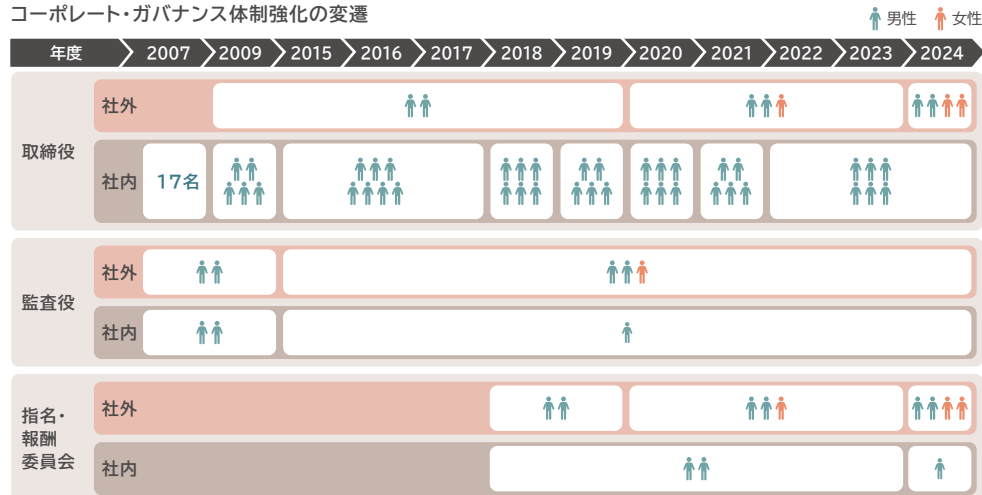 コーポレート・ガバナンス体制強化の変遷
男性 女性
年度 2007 2009 2015 2016 2017 2018 2019 2020 2021 2022 2023 2024
取締役
社外
社内 17名
監査役
社外
社内
指名・
報酬
委員会
社外
社内